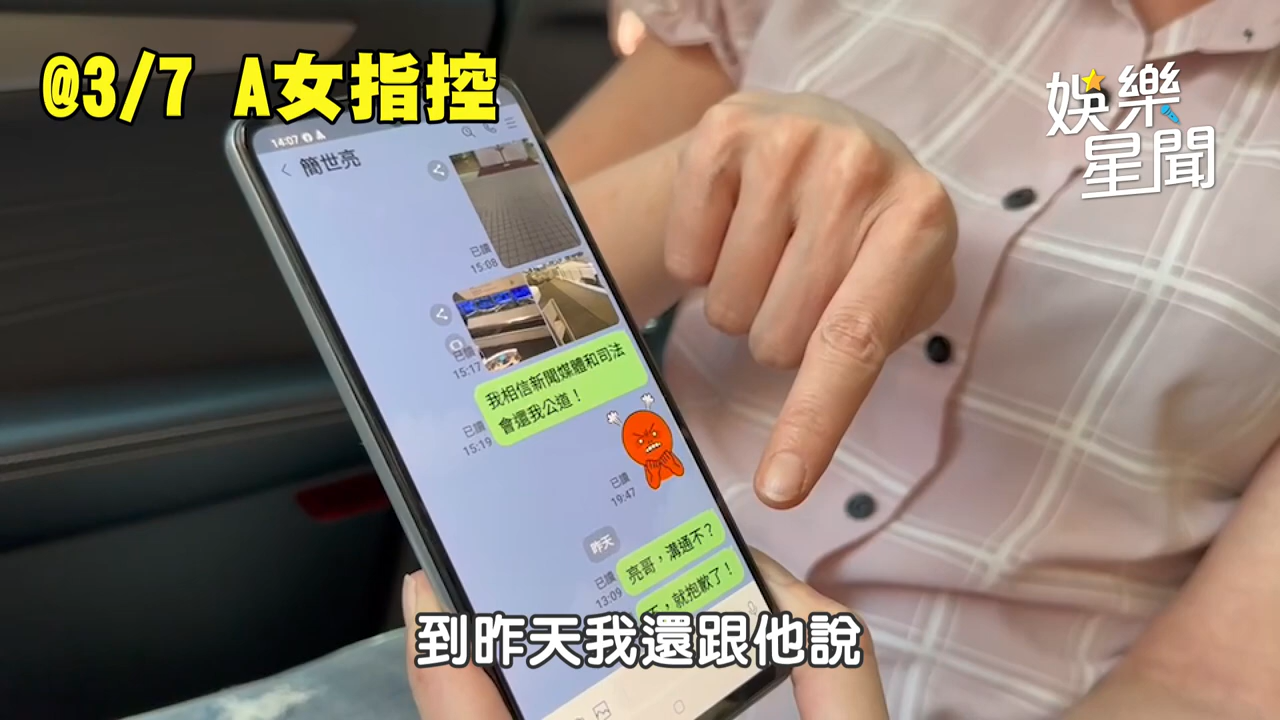 @3/7 A女指控
娛樂
星聞
14:07
簡世亮
已讀
15:08
已讀
15:17
我相信新聞媒體和司法
會還我公道！
已讀
15:19
已讀
19:47
昨天
亮哥，溝通不？
已讀
13:09
，就抱歉了！
到昨天我還跟他說